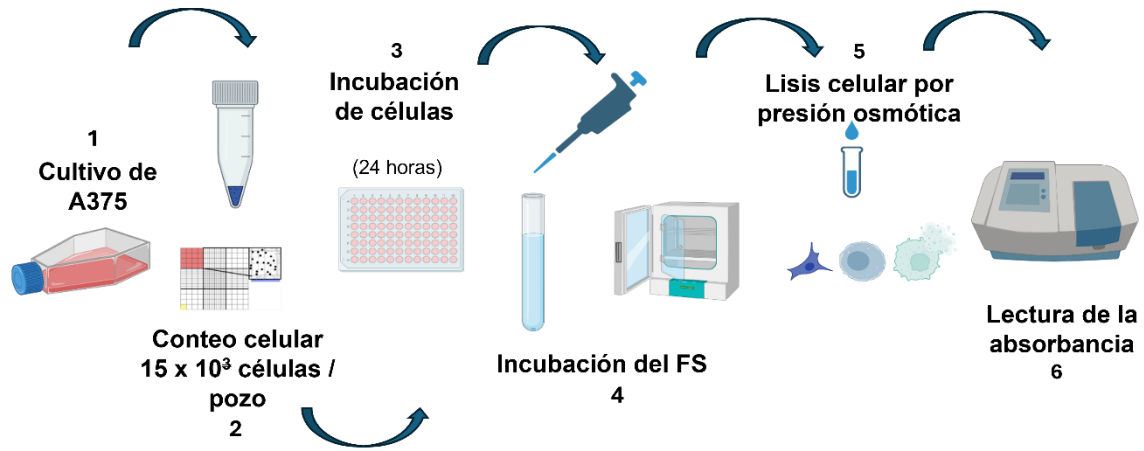 1
Cultivo de
A375
Conteo celular
15 x 10³ células /
pozo
2
3
Incubación
de células
(24 horas)
Incubación del FS
4
5
Lisis celular por
presión osmótica
Lectura de la
absorbancia
6